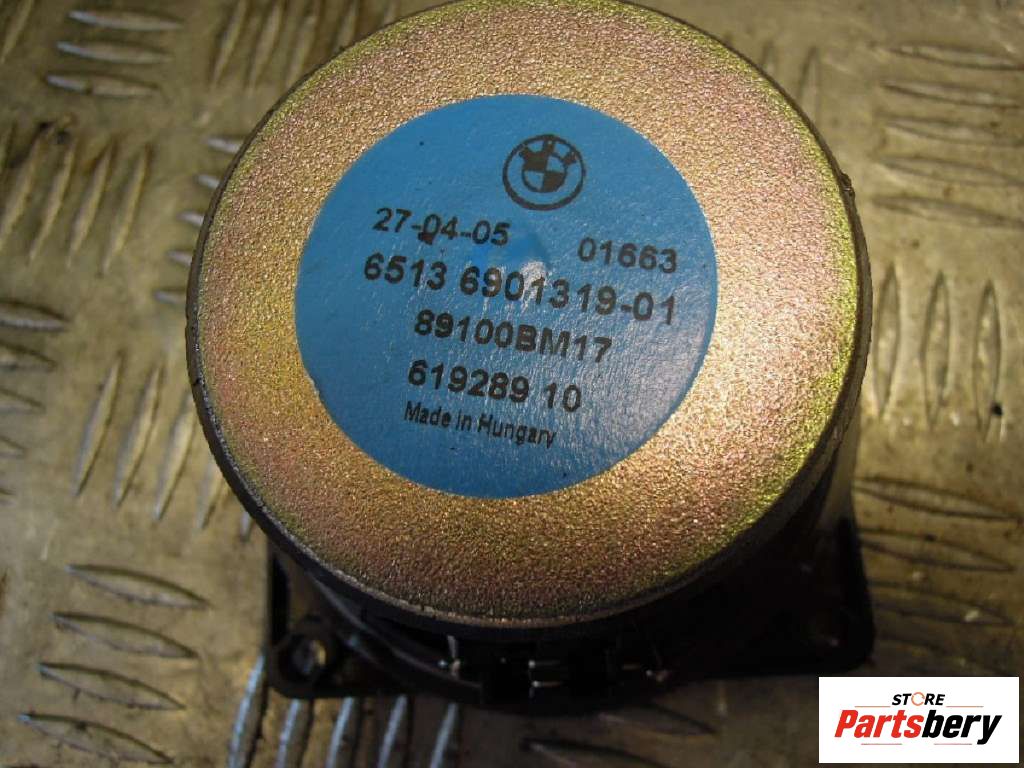 27-04-05 01663
6513 6901319-01
89100BM17
619289 10
Made in Hungary
STORE
Partsbery